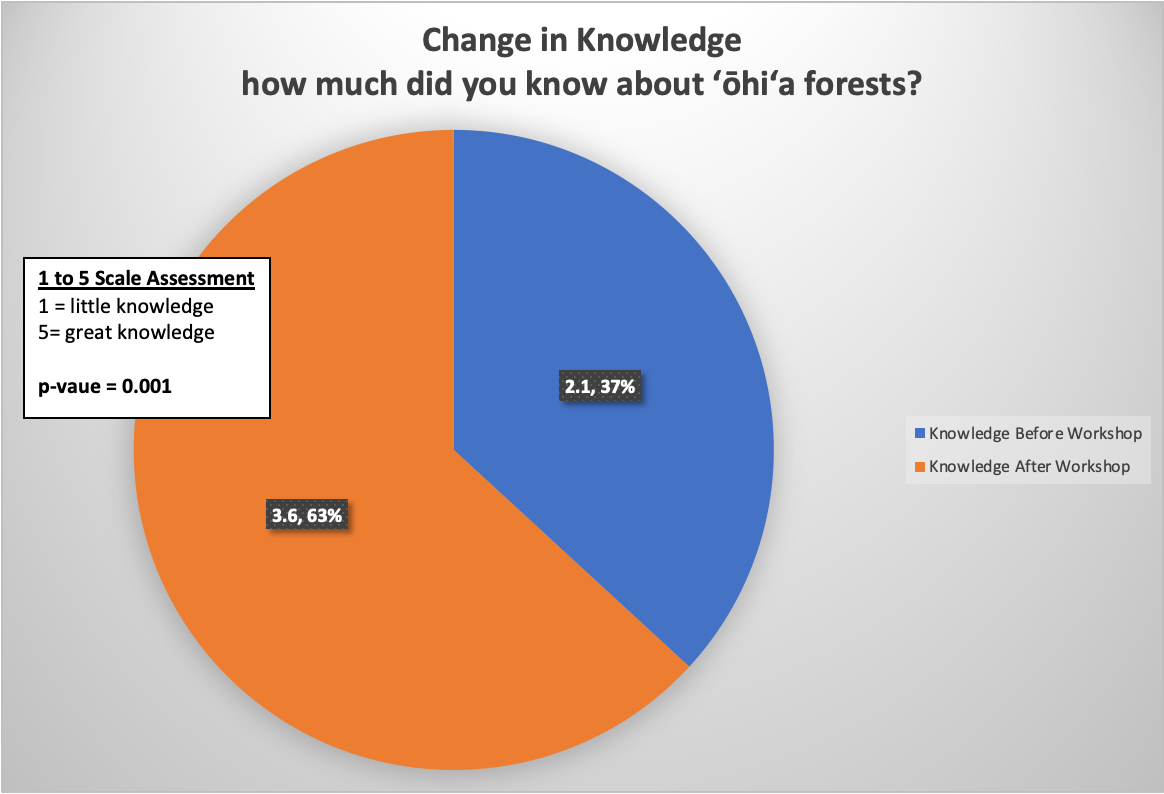 Change in Knowledge
how much did you know about ʻōhiʻa forests?
1 to 5 Scale Assessment
1 = little knowledge
5= great knowledge
p-vaue = 0.001
2.1, 37%
3.6, 63%
Knowledge Before Workshop
Knowledge After Workshop